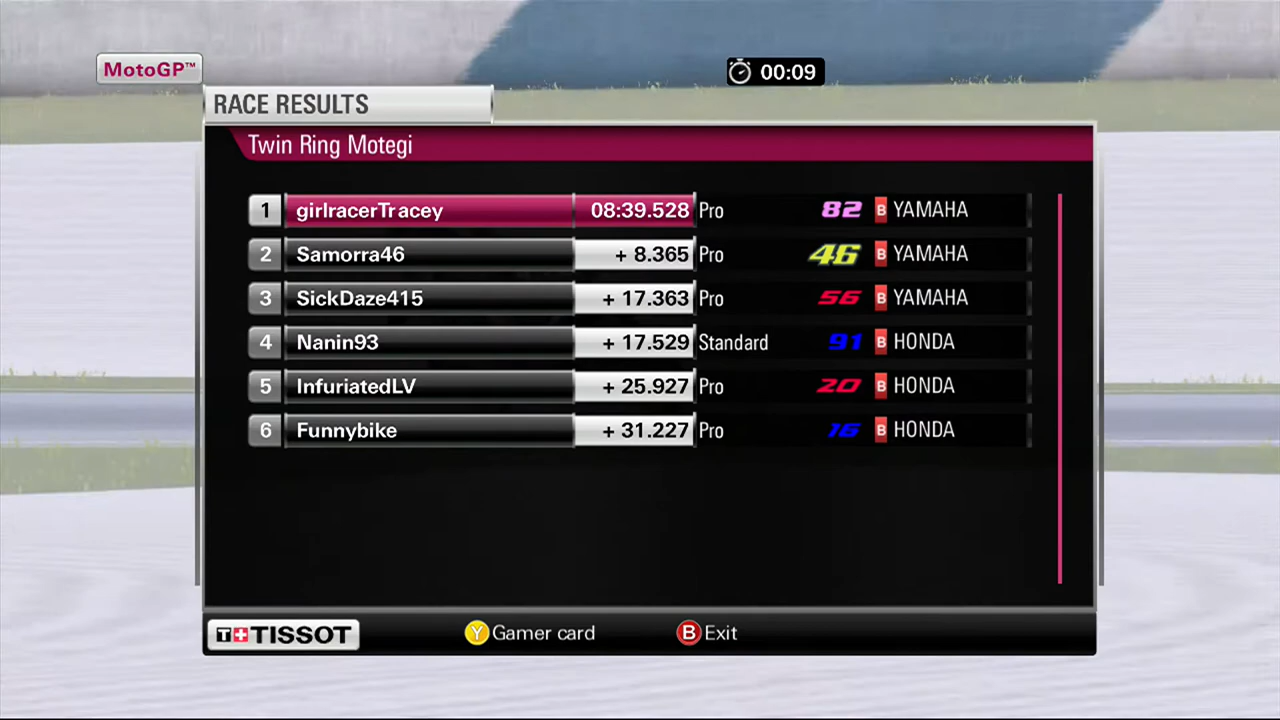 MotoGP™
00:09
RACE RESULTS
Twin Ring Motegi
1 girlracerTracey 08:39.528 Pro 82 B YAMAHA
2 Samorra46 + 8.365 Pro 46 B YAMAHA
3 SickDaze415 + 17.363 Pro 56 B YAMAHA
4 Nanin93 + 17.529 Standard 91 B HONDA
5 InfuriatedLV + 25.927 Pro 20 B HONDA
6 Funnybike + 31.227 Pro 16 B HONDA
T+ TISSOT Y Gamer card B Exit